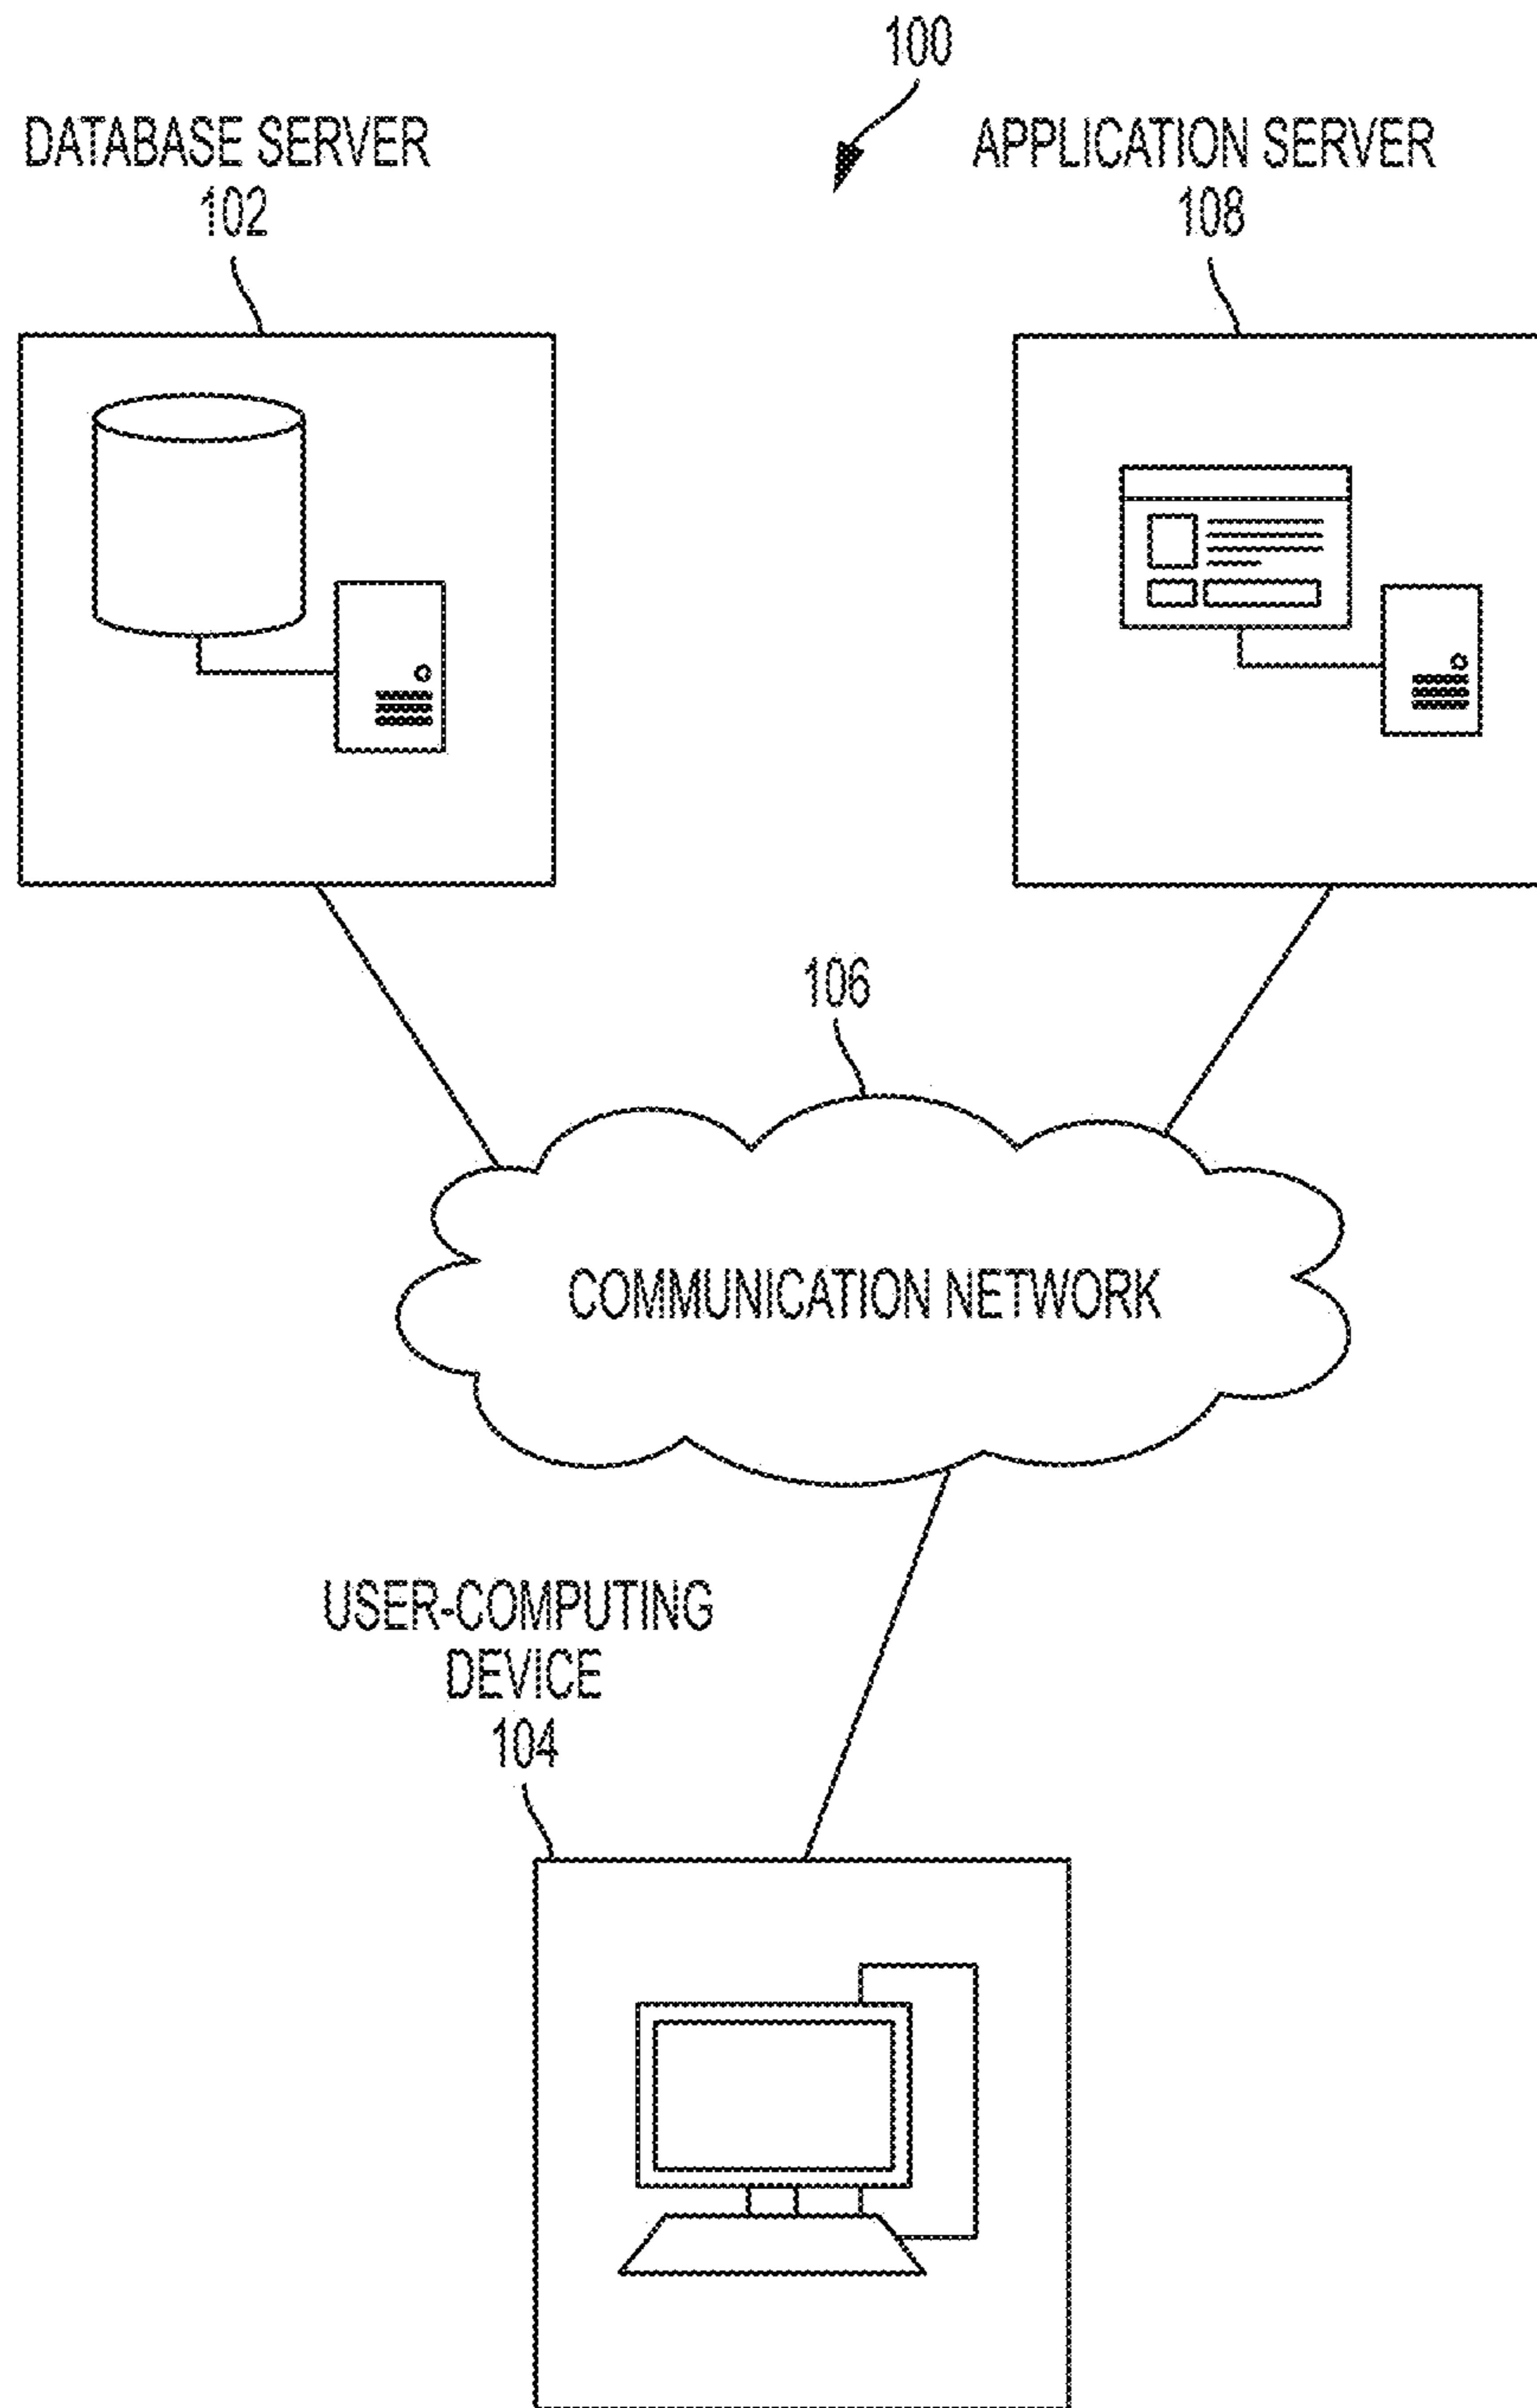 100
DATABASE SERVER
102
APPLICATION SERVER
108
106
COMMUNICATION NETWORK
USER-COMPUTING
DEVICE
104